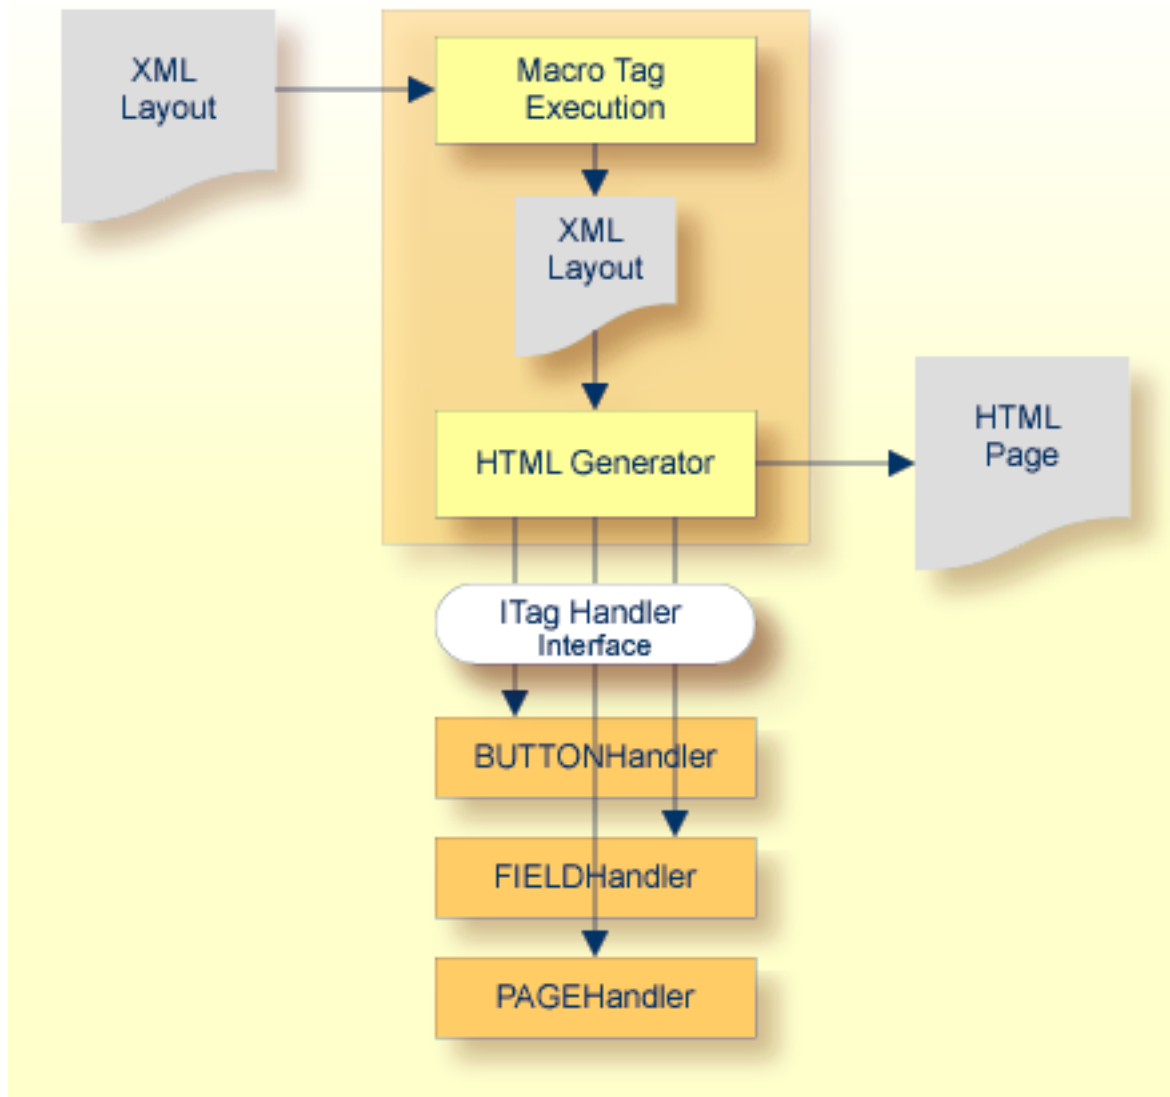 XML
Layout
Macro Tag
Execution
XML
Layout
HTML Generator
HTML
Page
ITag Handler
Interface
BUTTONHandler
FIELDHandler
PAGEHandler